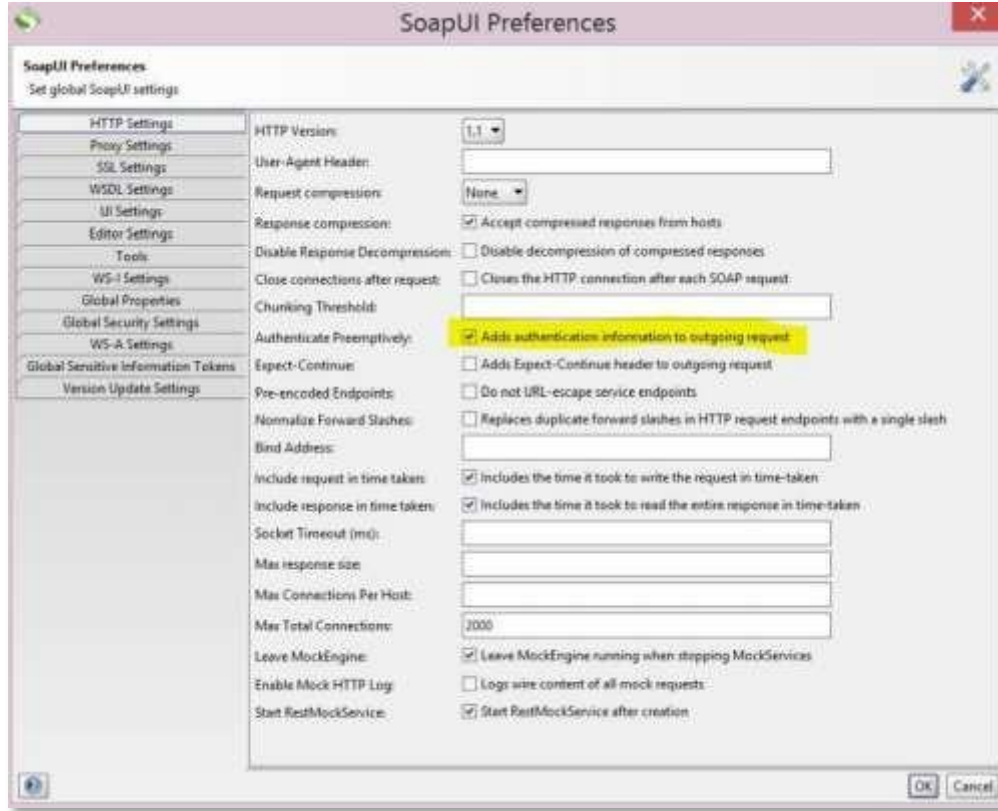 SoapUI Preferences
SoapUI Preferences
Set global SoapUI settings
HTTP Settings
Proxy Settings
SSL Settings
WSDL Settings
UI Settings
Editor Settings
Tools
WS-I Settings
Global Properties
Global Security Settings
WS-A Settings
Global Sensitive Information Tokens
Version Update Settings
HTTP Version: 1.1
User-Agent Header:
Request compression: None
Response compression: Accept compressed responses from hosts
Disable Response Decompression: Disable decompression of compressed responses
Close connections after request: Closes the HTTP connection after each SOAP request
Chunking Threshold:
Authenticate Preemptively: Adds authentication information to outgoing request
Expect-Continue: Adds Expect-Continue header to outgoing request
Pre-encoded Endpoints: Do not URL-escape service endpoints
Normalize Forward Slashes: Replaces duplicate forward slashes in HTTP request endpoints with a single slash
Bind Address:
Include request in time taken: Includes the time it took to write the request in time-taken
Include response in time taken: Includes the time it took to read the entire response in time-taken
Socket Timeout (ms):
Max response size:
Max Connections Per Host:
Max Total Connections: 2000
Leave MockEngine: Leave MockEngine running when stopping MockServices
Enable Mock HTTP Log: Logs wire content of all mock requests
Start RestMockService: Start RestMockService after creation
OK Cancel